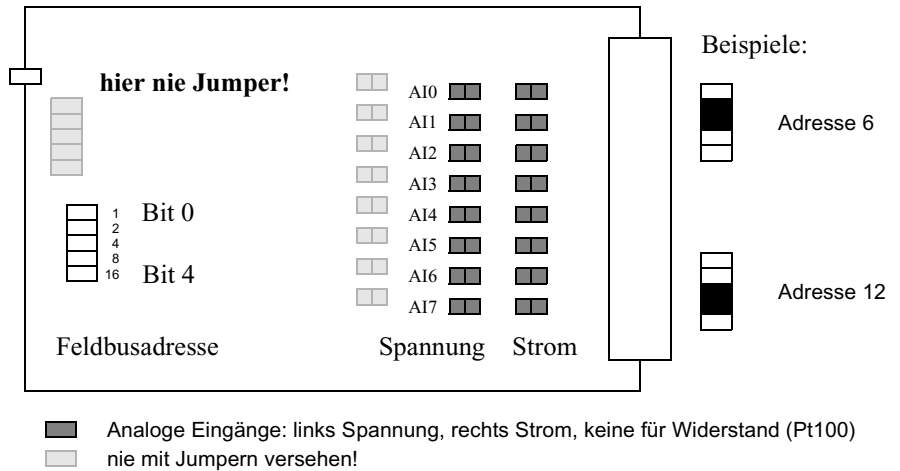 Beispiele:
hier nie Jumper!
AI0
AI1
Adresse 6
AI2
AI3
1 Bit 0
AI4
2
4
AI5
8
16 Bit 4
AI6
Adresse 12
AI7
Feldbusadresse Spannung Strom
Analoge Eingänge: links Spannung, rechts Strom, keine für Widerstand (Pt100)
nie mit Jumpern versehen!